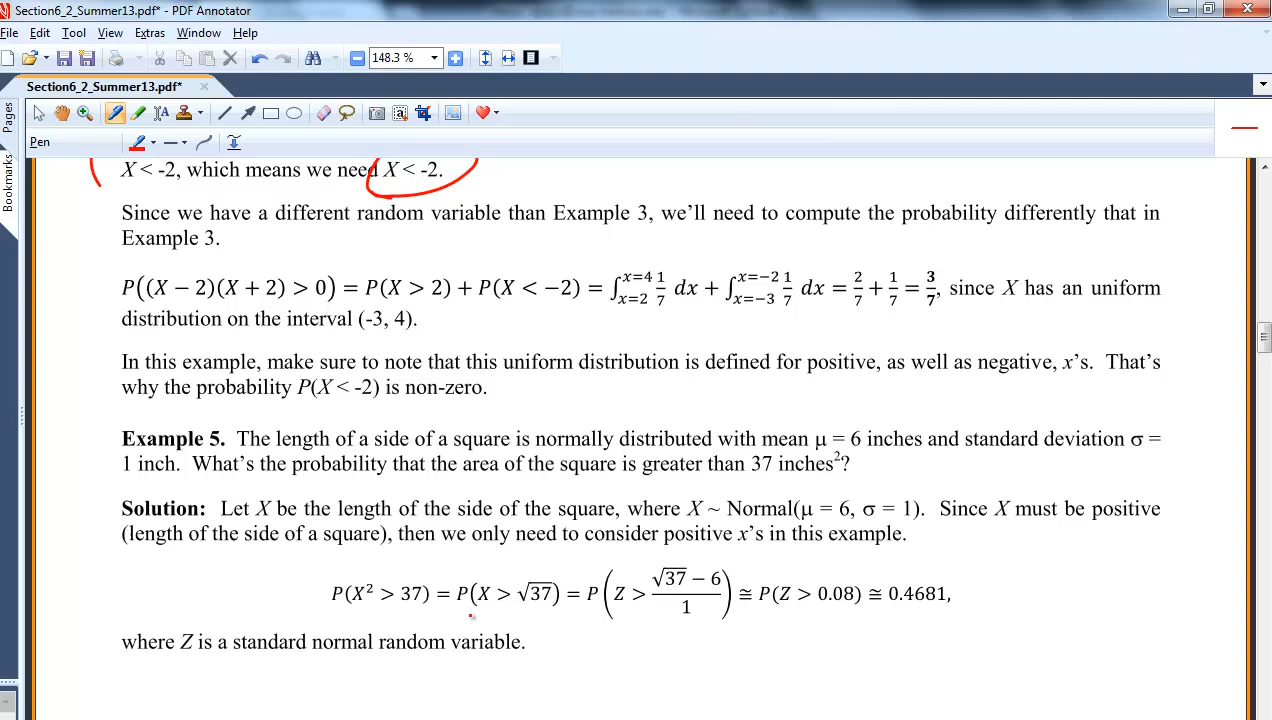 Section6_2_Summer13.pdf* - PDF Annotator
File Edit Tool View Extras Window Help
148.3 %
Section6_2_Summer13.pdf*
Pages
Pen
Bookmarks
X < -2, which means we need X < -2.
Since we have a different random variable than Example 3, we'll need to compute the probability differently that in
Example 3.
P((X − 2)(X + 2) > 0) = P(X > 2) + P(X < −2) = ∫_{x=2}^{x=4} 1/7 dx + ∫_{x=−3}^{x=−2} 1/7 dx = 2/7 + 1/7 = 3/7, since X has an uniform
distribution on the interval (-3, 4).
In this example, make sure to note that this uniform distribution is defined for positive, as well as negative, x's. That's
why the probability P(X < -2) is non-zero.
Example 5. The length of a side of a square is normally distributed with mean μ = 6 inches and standard deviation σ =
1 inch. What's the probability that the area of the square is greater than 37 inches²?
Solution: Let X be the length of the side of the square, where X ~ Normal(μ = 6, σ = 1). Since X must be positive
(length of the side of a square), then we only need to consider positive x's in this example.
P(X² > 37) = P(X > √37) = P(Z > (√37 − 6)/1) ≅ P(Z > 0.08) ≅ 0.4681,
where Z is a standard normal random variable.